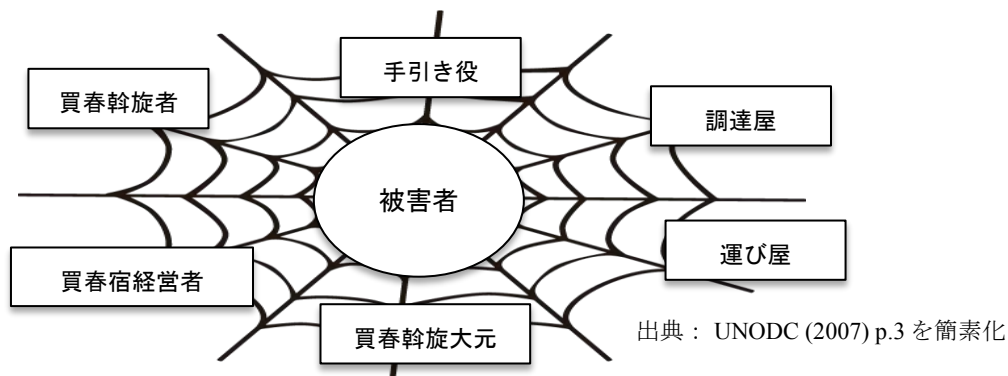 手引き役
買春斡旋者
調達屋
被害者
買春宿経営者
運び屋
買春斡旋大元
出典： UNODC (2007) p.3 を簡素化